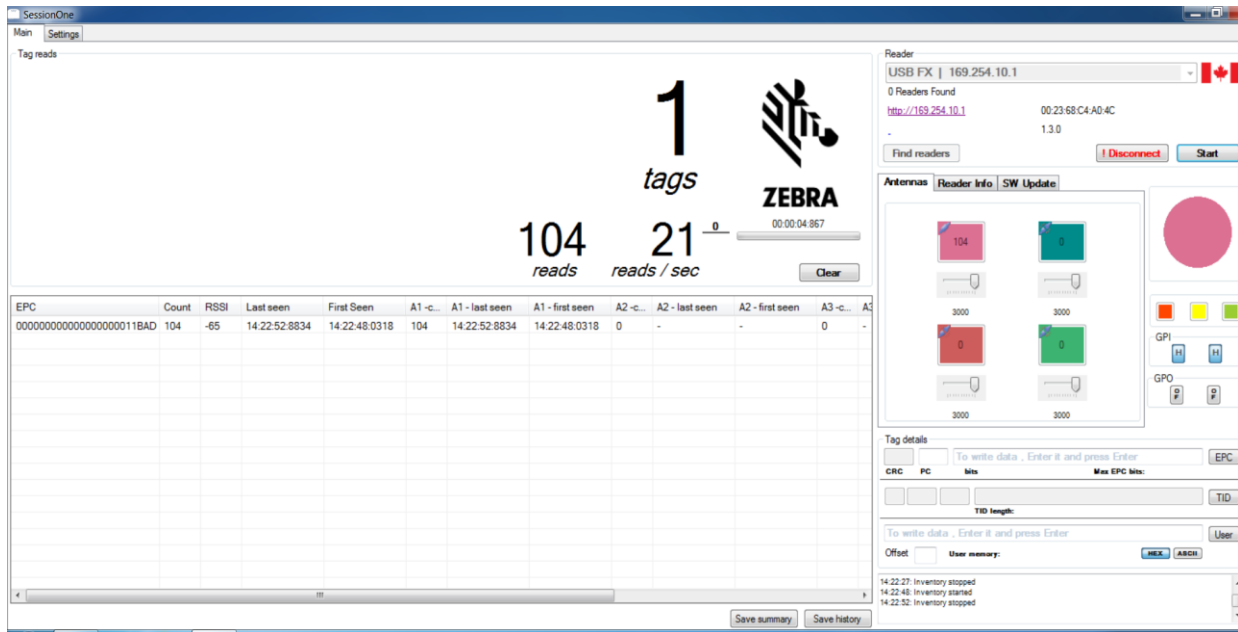 SessionOne
Main Settings
Tag reads
1
tags
ZEBRA
104
reads
21
reads / sec
0
00:00:04:867
Clear
EPC Count RSSI Last seen First Seen A1 -c... A1 - last seen A1 - first seen A2 -c... A2 - last seen A2 - first seen A3 -c... A3
000000000000000000011BAD 104 -65 14:22:52:8834 14:22:48:0318 104 14:22:52:8834 14:22:48:0318 0 - - 0 -
Save summary Save history
Reader
USB FX | 169.254.10.1
0 Readers Found
http://169.254.10.1 00:23:68:C4:A0:4C
- 1.3.0
Find readers ! Disconnect Start
Antennas Reader Info SW Update
104 0
3000 3000
0 0
3000 3000
GPI
H H
GPO
Tag details
To write data , Enter it and press Enter EPC
CRC PC bits Max EPC bits:
TID
TID length:
To write data , Enter it and press Enter User
Offset User memory: HEX ASCII
14:22:27: Inventory stopped
14:22:48: Inventory started
14:22:52: Inventory stopped